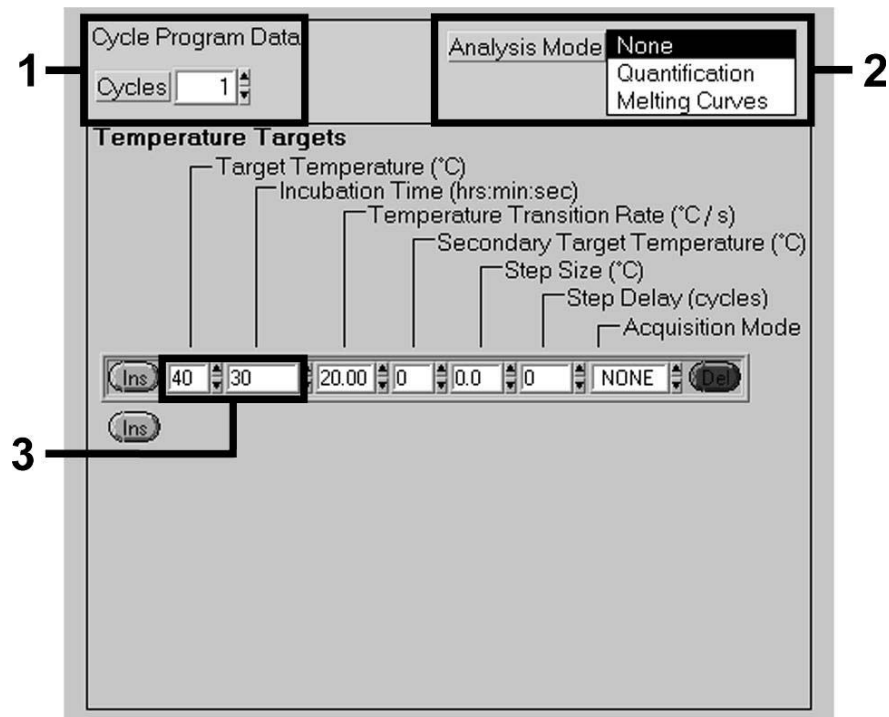 Cycle Program Data
1
Cycles 1
Analysis Mode None
Quantification
Melting Curves
2
Temperature Targets
Target Temperature (°C)
Incubation Time (hrs:min:sec)
Temperature Transition Rate (°C / s)
Secondary Target Temperature (°C)
Step Size (°C)
Step Delay (cycles)
Acquisition Mode
Ins 40 30 20.00 0 0.0 0 NONE Del
Ins
3